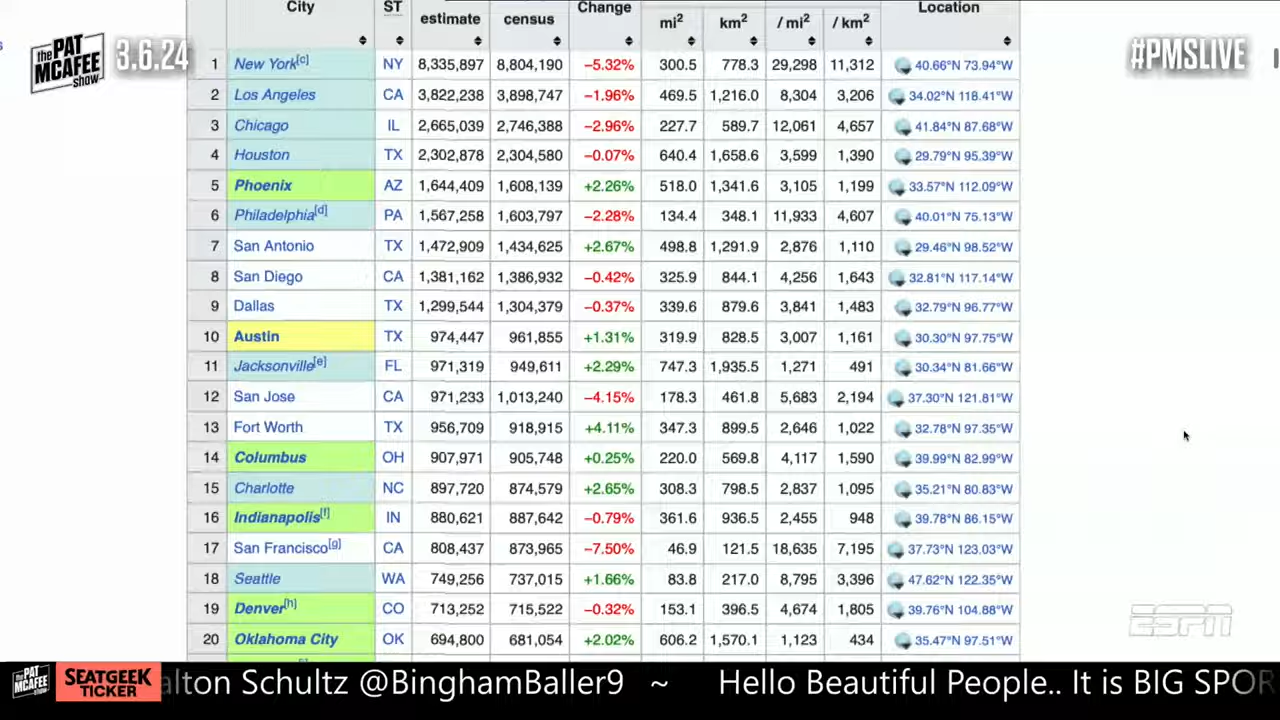 City ST estimate census Change mi² km² / mi² / km² Location
the PAT McAFEE show 3.6.24
#PMSLIVE
1 New York[c] NY 8,335,897 8,804,190 −5.32% 300.5 778.3 29,298 11,312 40.66°N 73.94°W
2 Los Angeles CA 3,822,238 3,898,747 −1.96% 469.5 1,216.0 8,304 3,206 34.02°N 118.41°W
3 Chicago IL 2,665,039 2,746,388 −2.96% 227.7 589.7 12,061 4,657 41.84°N 87.68°W
4 Houston TX 2,302,878 2,304,580 −0.07% 640.4 1,658.6 3,599 1,390 29.79°N 95.39°W
5 Phoenix AZ 1,644,409 1,608,139 +2.26% 518.0 1,341.6 3,105 1,199 33.57°N 112.09°W
6 Philadelphia[d] PA 1,567,258 1,603,797 −2.28% 134.4 348.1 11,933 4,607 40.01°N 75.13°W
7 San Antonio TX 1,472,909 1,434,625 +2.67% 498.8 1,291.9 2,876 1,110 29.46°N 98.52°W
8 San Diego CA 1,381,162 1,386,932 −0.42% 325.9 844.1 4,256 1,643 32.81°N 117.14°W
9 Dallas TX 1,299,544 1,304,379 −0.37% 339.6 879.6 3,841 1,483 32.79°N 96.77°W
10 Austin TX 974,447 961,855 +1.31% 319.9 828.5 3,007 1,161 30.30°N 97.75°W
11 Jacksonville[e] FL 971,319 949,611 +2.29% 747.3 1,935.5 1,271 491 30.34°N 81.66°W
12 San Jose CA 971,233 1,013,240 −4.15% 178.3 461.8 5,683 2,194 37.30°N 121.81°W
13 Fort Worth TX 956,709 918,915 +4.11% 347.3 899.5 2,646 1,022 32.78°N 97.35°W
14 Columbus OH 907,971 905,748 +0.25% 220.0 569.8 4,117 1,590 39.99°N 82.99°W
15 Charlotte NC 897,720 874,579 +2.65% 308.3 798.5 2,837 1,095 35.21°N 80.83°W
16 Indianapolis[f] IN 880,621 887,642 −0.79% 361.6 936.5 2,455 948 39.78°N 86.15°W
17 San Francisco[g] CA 808,437 873,965 −7.50% 46.9 121.5 18,635 7,195 37.73°N 123.03°W
18 Seattle WA 749,256 737,015 +1.66% 83.8 217.0 8,795 3,396 47.62°N 122.35°W
19 Denver[h] CO 713,252 715,522 −0.32% 153.1 396.5 4,674 1,805 39.76°N 104.88°W
20 Oklahoma City OK 694,800 681,054 +2.02% 606.2 1,570.1 1,123 434 35.47°N 97.51°W
ESPN
the PAT McAFEE show SEATGEEK TICKER alton Schultz @BinghamBaller9 ~ Hello Beautiful People.. It is BIG SPOR